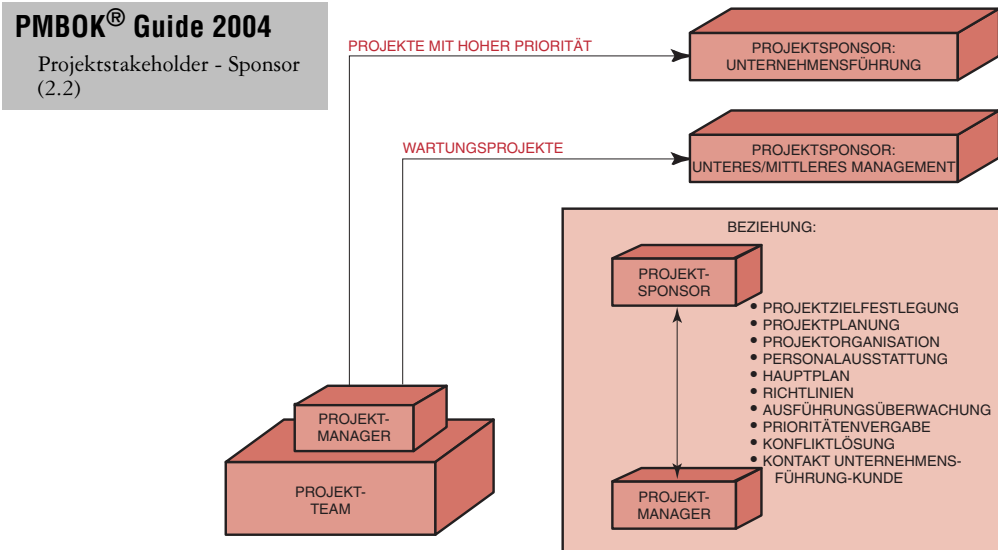 PMBOK® Guide 2004
Projektstakeholder - Sponsor
(2.2)
PROJEKTE MIT HOHER PRIORITÄT
PROJEKTSPONSOR:
UNTERNEHMENSFÜHRUNG
WARTUNGSPROJEKTE
PROJEKTSPONSOR:
UNTERES/MITTLERES MANAGEMENT
PROJEKT-
MANAGER
PROJEKT-
TEAM
BEZIEHUNG:
PROJEKT-
SPONSOR
• PROJEKTZIELFESTLEGUNG
• PROJEKTPLANUNG
• PROJEKTORGANISATION
• PERSONALAUSSTATTUNG
• HAUPTPLAN
• RICHTLINIEN
• AUSFÜHRUNGSÜBERWACHUNG
• PRIORITÄTENVERGABE
• KONFLIKTLÖSUNG
• KONTAKT UNTERNEHMENS-
FÜHRUNG-KUNDE
PROJEKT-
MANAGER